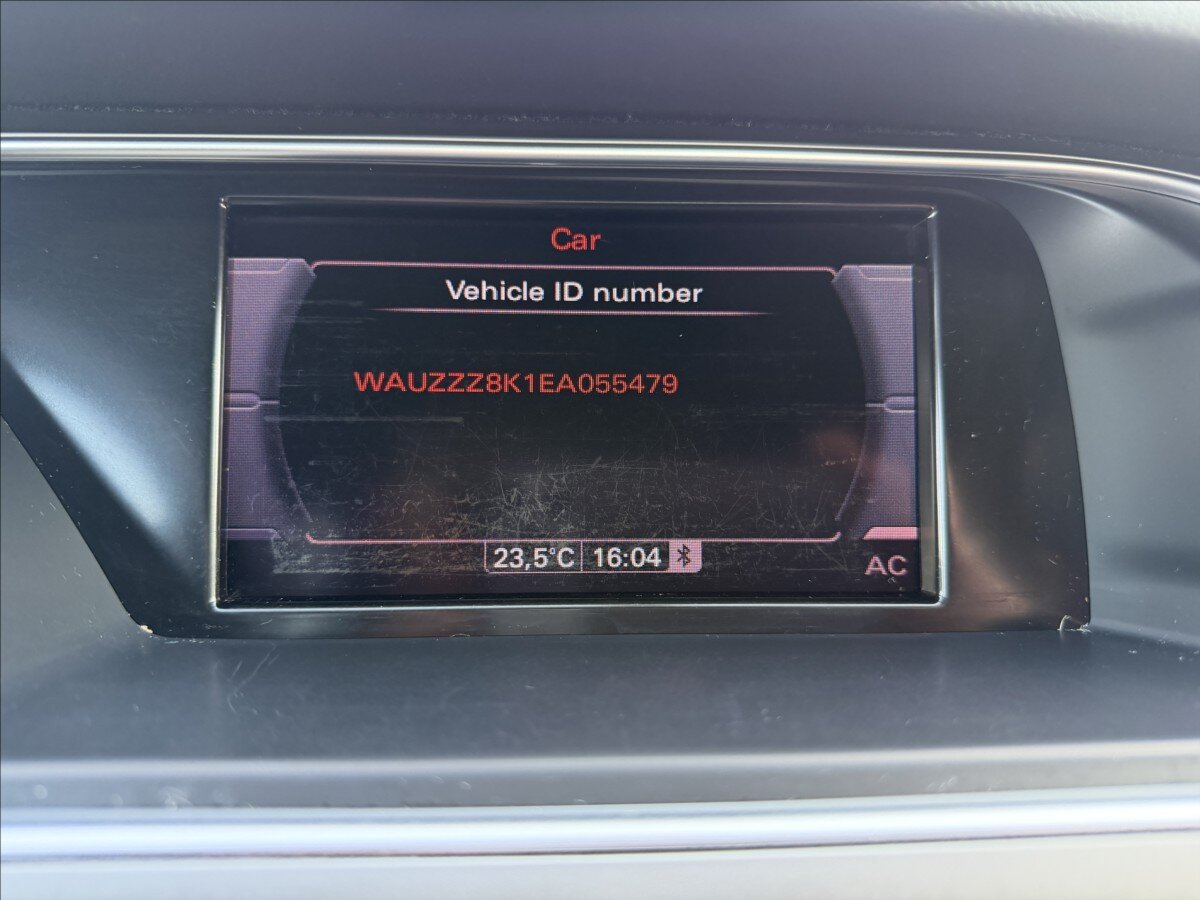 Car
Vehicle ID number
WAUZZZ8K1EA055479
23,5°C 16:04
AC